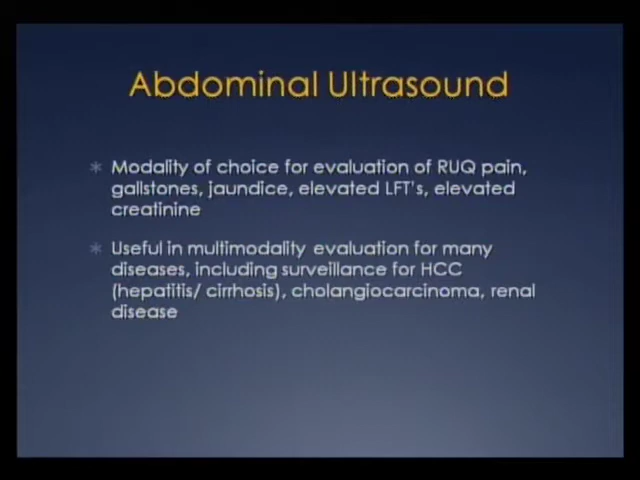 Abdominal Ultrasound
* Modality of choice for evaluation of RUQ pain,
gallstones, jaundice, elevated LFT's, elevated
creatinine
* Useful in multimodality evaluation for many
diseases, including surveillance for HCC
(hepatitis/ cirrhosis), cholangiocarcinoma, renal
disease